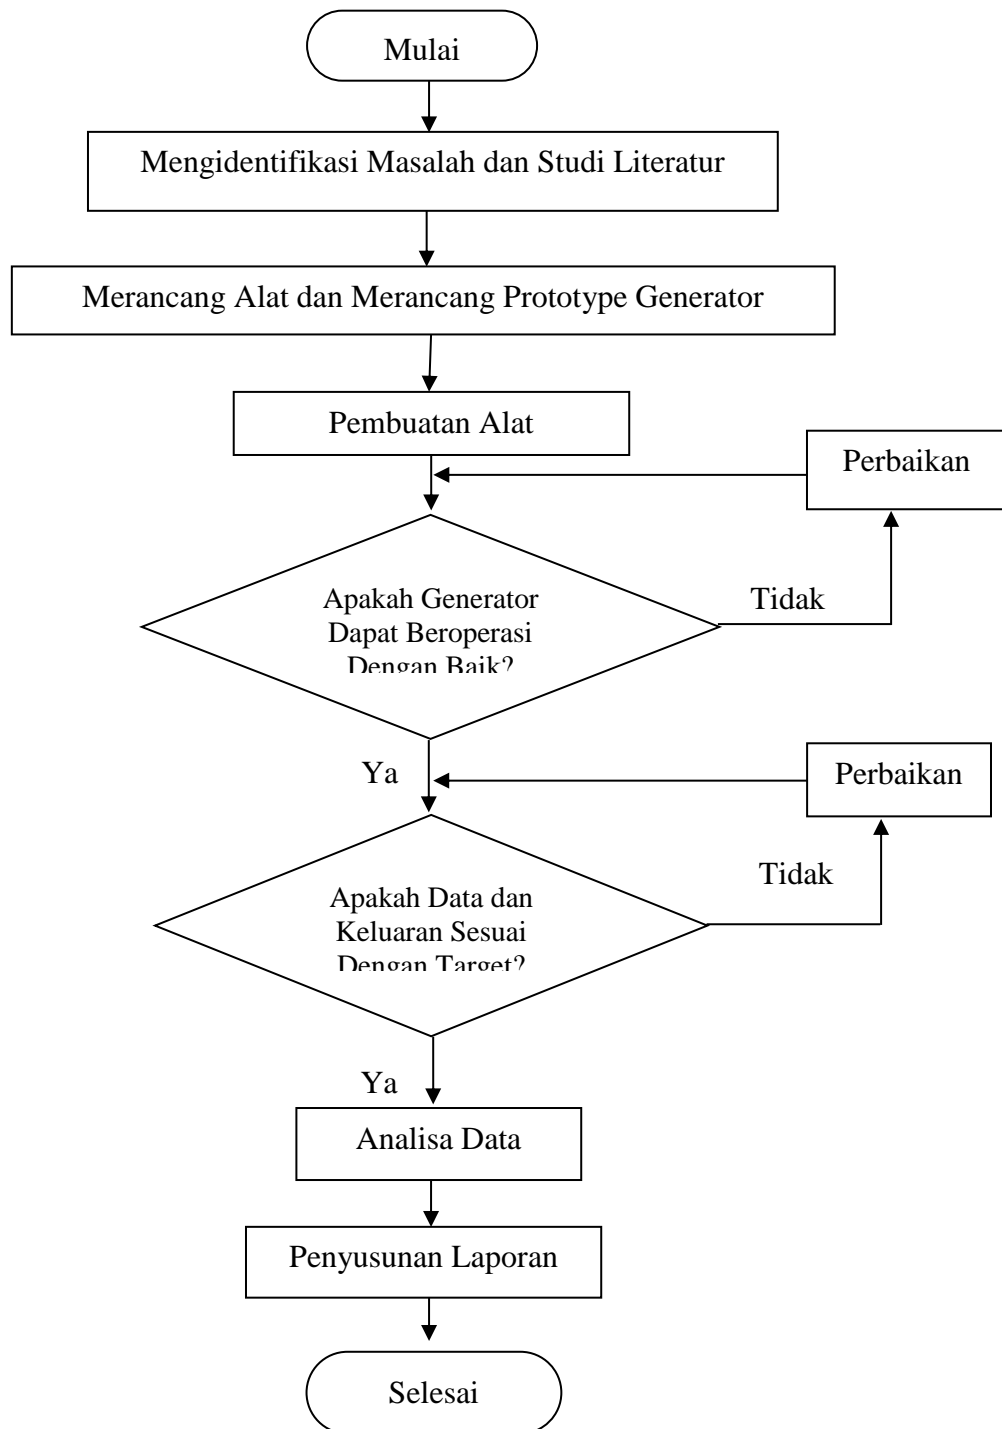 Mulai
Mengidentifikasi Masalah dan Studi Literatur
Merancang Alat dan Merancang Prototype Generator
Pembuatan Alat
Perbaikan
Apakah Generator
Dapat Beroperasi
Dengan Baik?
Tidak
Ya
Perbaikan
Tidak
Apakah Data dan
Keluaran Sesuai
Dengan Target?
Ya
Analisa Data
Penyusunan Laporan
Selesai